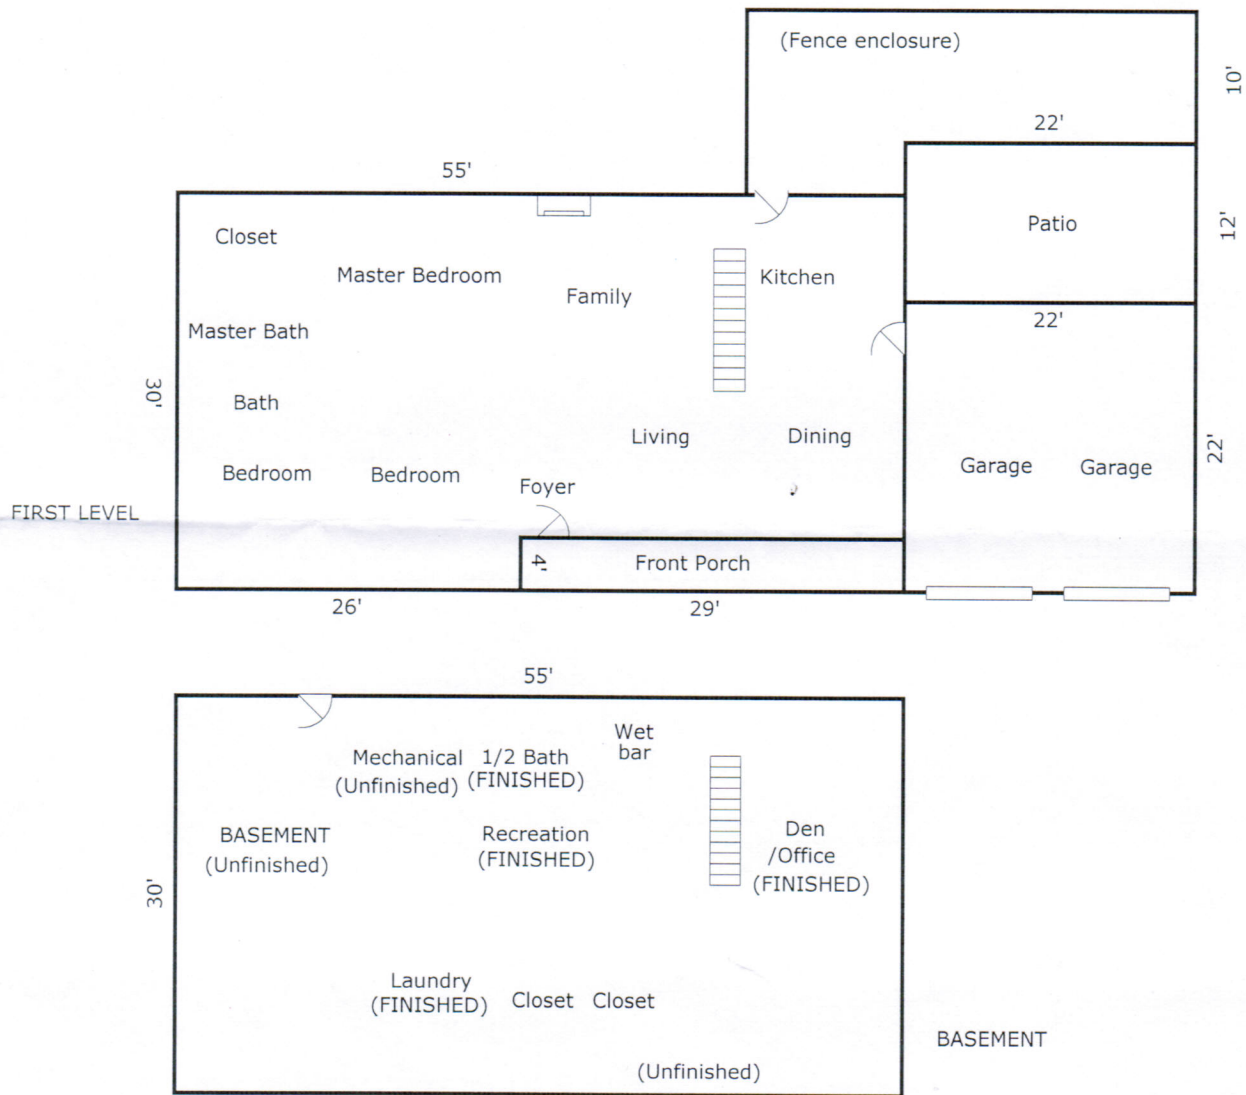 (Fence enclosure)
10'
22'
55'
Patio
12'
Closet
Master Bedroom
Family
Kitchen
22'
Master Bath
30'
Bath
Living
Dining
22'
Garage
Garage
Bedroom
Bedroom
Foyer
FIRST LEVEL
4'
Front Porch
26'
29'
55'
Wet
bar
Mechanical
(Unfinished)
1/2 Bath
(FINISHED)
BASEMENT
(Unfinished)
Recreation
(FINISHED)
Den
/Office
(FINISHED)
30'
Laundry
(FINISHED)
Closet
Closet
BASEMENT
(Unfinished)